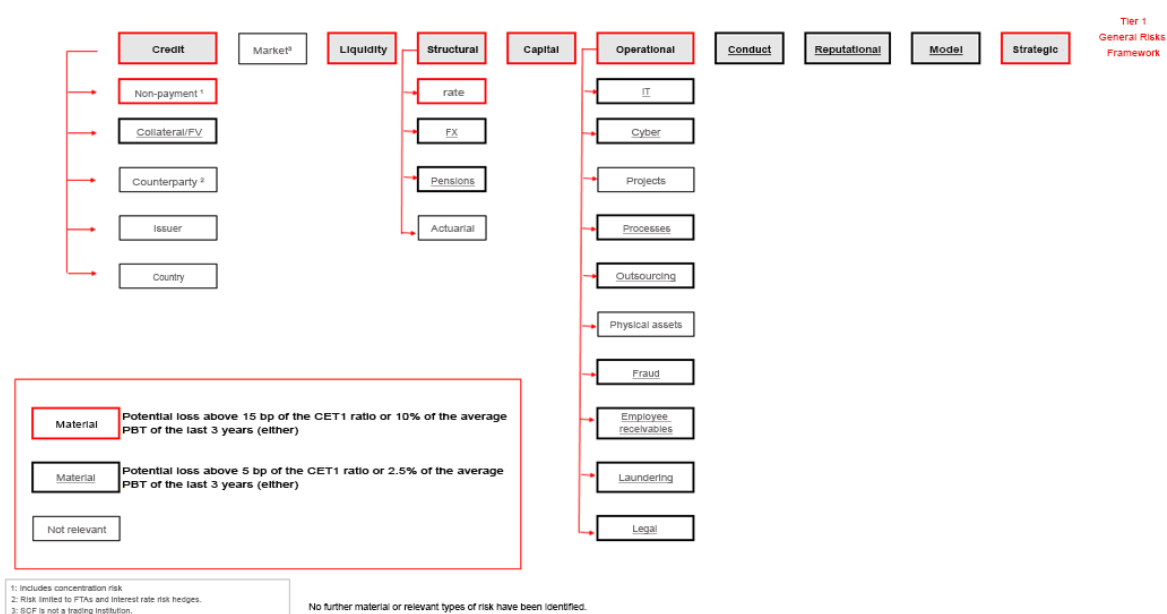 Tier 1
General Risks
Framework
Credit
Market³
Liquidity
Structural
Capital
Operational
Conduct
Reputational
Model
Strategic
Non-payment ¹
Collateral/FV
Counterparty ²
Issuer
Country
rate
FX
Pensions
Actuarial
IT
Cyber
Projects
Processes
Outsourcing
Physical assets
Fraud
Employee
receivables
Laundering
Legal
Material
Potential loss above 15 bp of the CET1 ratio or 10% of the average
PBT of the last 3 years (either)
Material
Potential loss above 5 bp of the CET1 ratio or 2.5% of the average
PBT of the last 3 years (either)
Not relevant
1: Includes concentration risk
2: Risk limited to FTAs and interest rate risk hedges.
3: SCF is not a trading institution.
No further material or relevant types of risk have been identified.